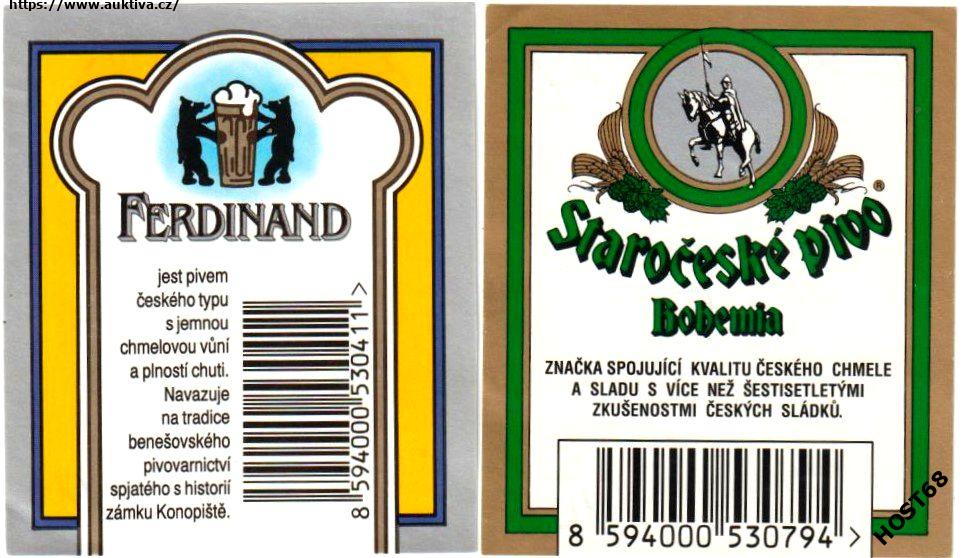 https://www.auktiva.cz/
FERDINAND
jest pivem
českého typu
s jemnou
chmelovou vůní
a plností chuti.
Navazuje
na tradice
benešovského
pivovarnictví
spjatého s historií
zámku Konopiště.
8 594000 530411 >
Staročeské pivo ®
Bohemia
ZNAČKA SPOJUJÍCÍ KVALITU ČESKÉHO CHMELE
A SLADU S VÍCE NEŽ ŠESTISETLETÝMI
ZKUŠENOSTMI ČESKÝCH SLÁDKŮ.
8 594000 530794 >
HOST68